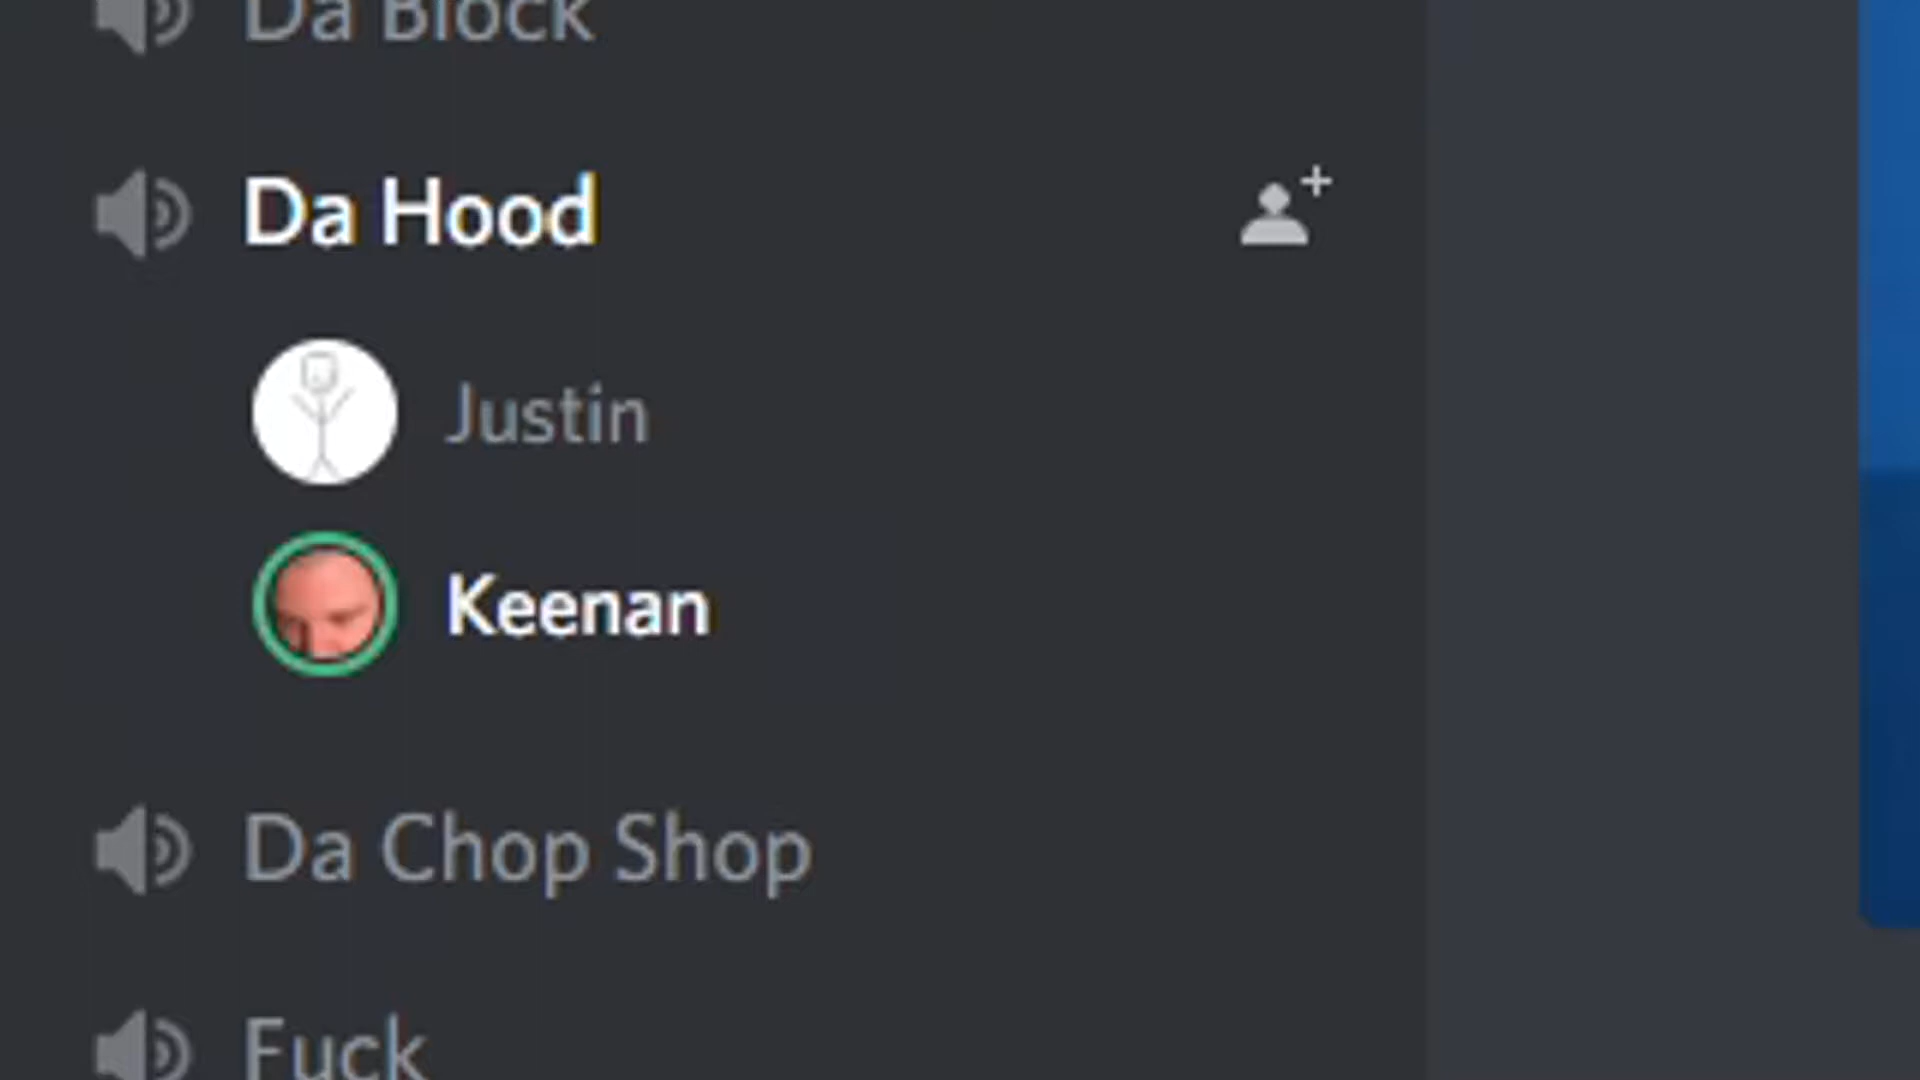 Da Block
Da Hood
Justin
Keenan
Da Chop Shop
Fuck